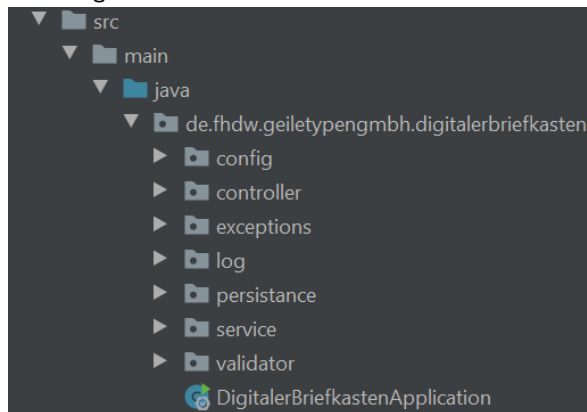 src
main
java
de.fhdw.geiletypengmbh.digitalerbriefkasten
config
controller
exceptions
log
persistance
service
validator
DigitalerBriefkastenApplication